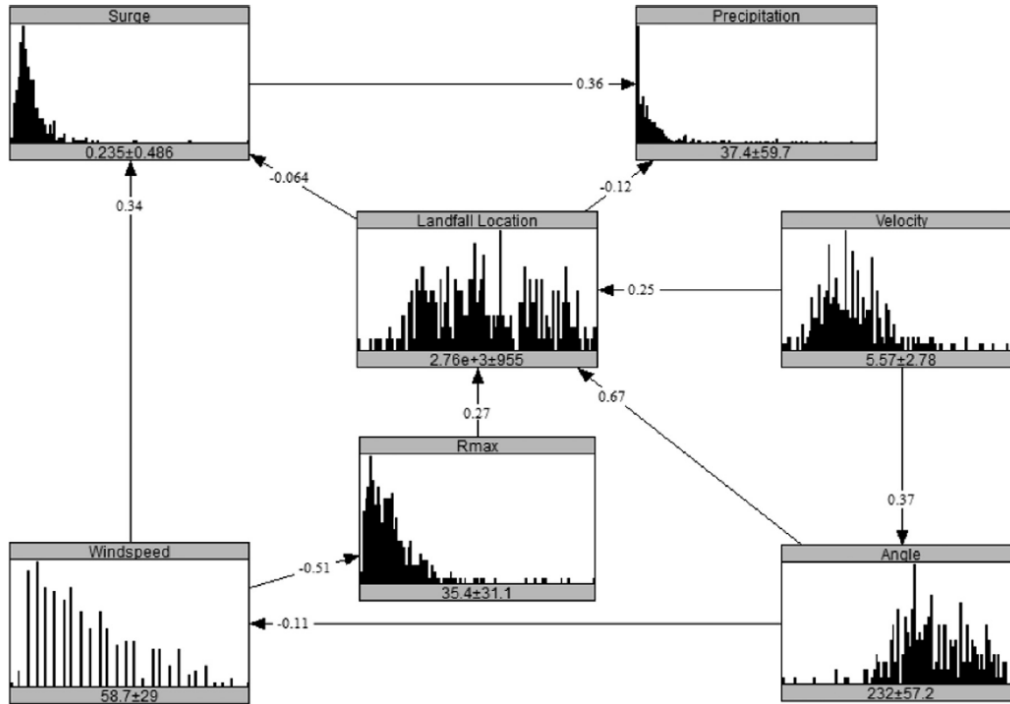 Surge
Precipitation
0.36
0.235±0.486
37.4±59.7
-0.064
-0.12
0.34
Landfall Location
Velocity
0.25
2.76e+3±955
5.57±2.78
0.27
0.67
Rmax
0.37
Windspeed
Angle
-0.51
35.4±31.1
-0.11
58.7±29
232±57.2